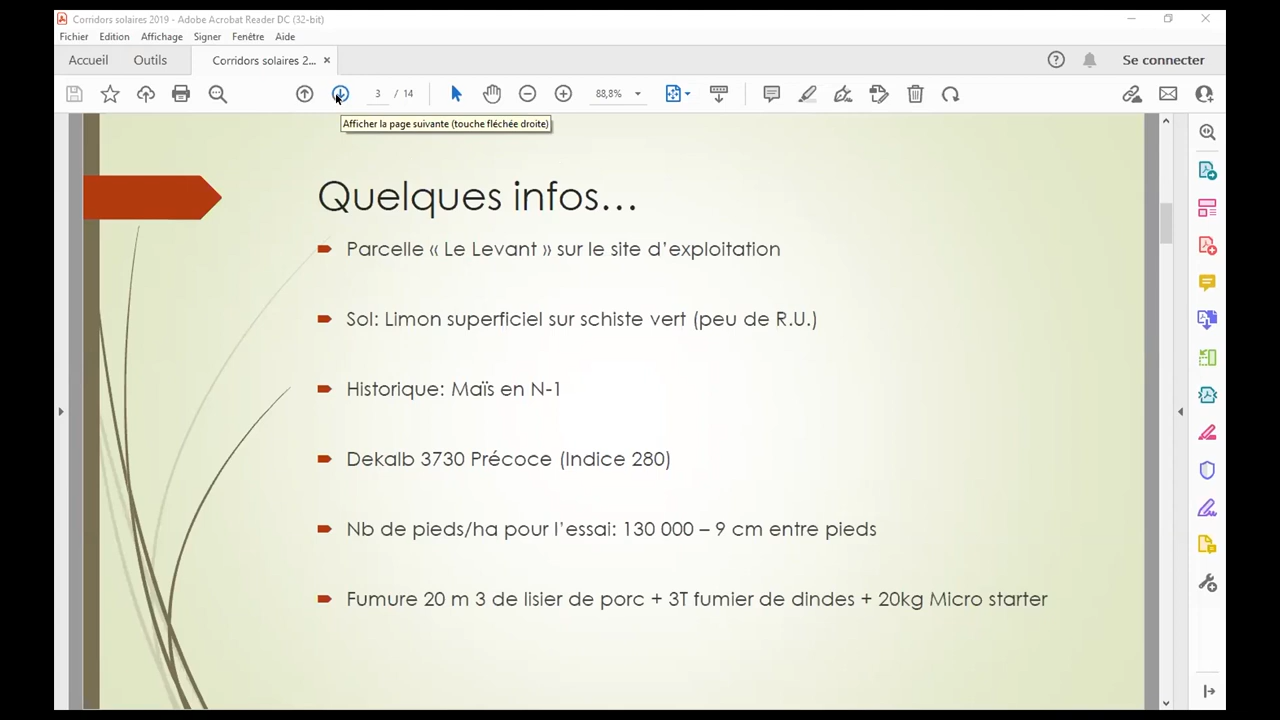 Corridors solaires 2019 - Adobe Acrobat Reader DC (32-bit)
Fichier Edition Affichage Signer Fenêtre Aide
Accueil Outils Corridors solaires 2... × Se connecter
3 / 14 88,8%
Afficher la page suivante (touche fléchée droite)
Quelques infos…
Parcelle « Le Levant » sur le site d’exploitation
Sol: Limon superficiel sur schiste vert (peu de R.U.)
Historique: Maïs en N-1
Dekalb 3730 Précoce (Indice 280)
Nb de pieds/ha pour l’essai: 130 000 – 9 cm entre pieds
Fumure 20 m 3 de lisier de porc + 3T fumier de dindes + 20kg Micro starter